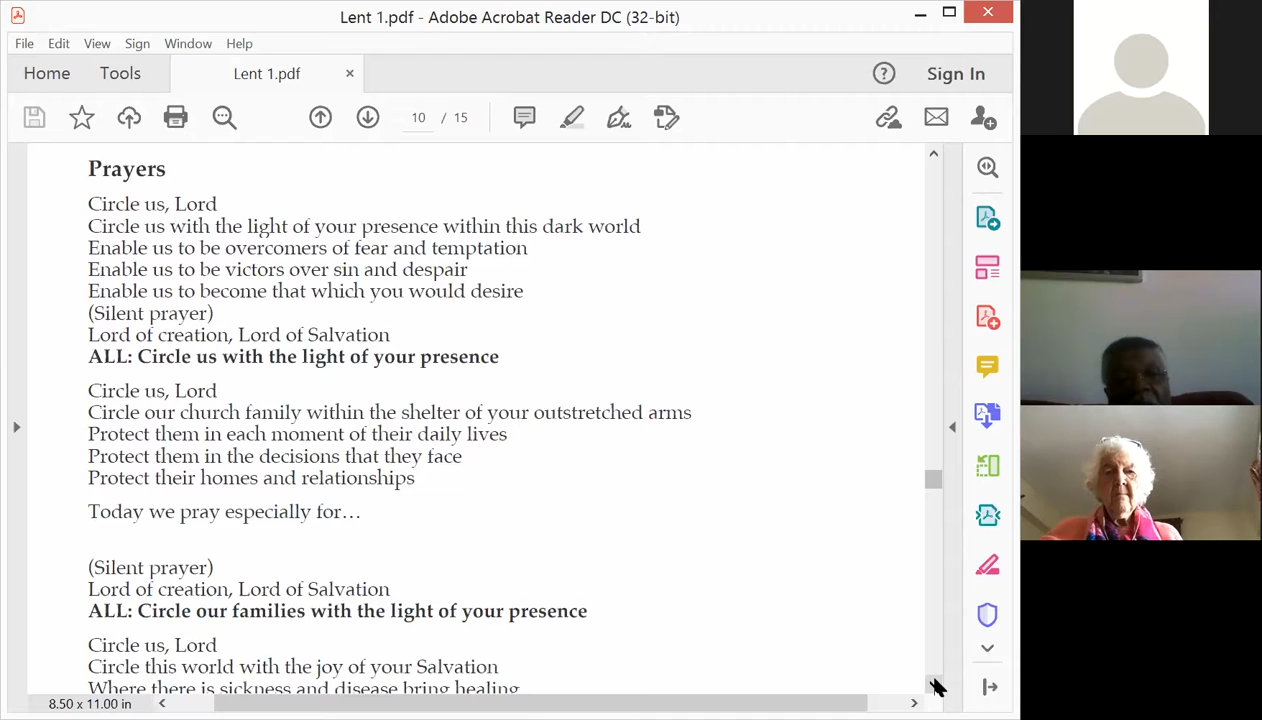 Lent 1.pdf - Adobe Acrobat Reader DC (32-bit)
File Edit View Sign Window Help
Home Tools Lent 1.pdf × ? Sign In
10 / 15
Prayers
Circle us, Lord
Circle us with the light of your presence within this dark world
Enable us to be overcomers of fear and temptation
Enable us to be victors over sin and despair
Enable us to become that which you would desire
(Silent prayer)
Lord of creation, Lord of Salvation
ALL: Circle us with the light of your presence
Circle us, Lord
Circle our church family within the shelter of your outstretched arms
Protect them in each moment of their daily lives
Protect them in the decisions that they face
Protect their homes and relationships
Today we pray especially for…
(Silent prayer)
Lord of creation, Lord of Salvation
ALL: Circle our families with the light of your presence
Circle us, Lord
Circle this world with the joy of your Salvation
Where there is sickness and disease bring healing
8.50 x 11.00 in